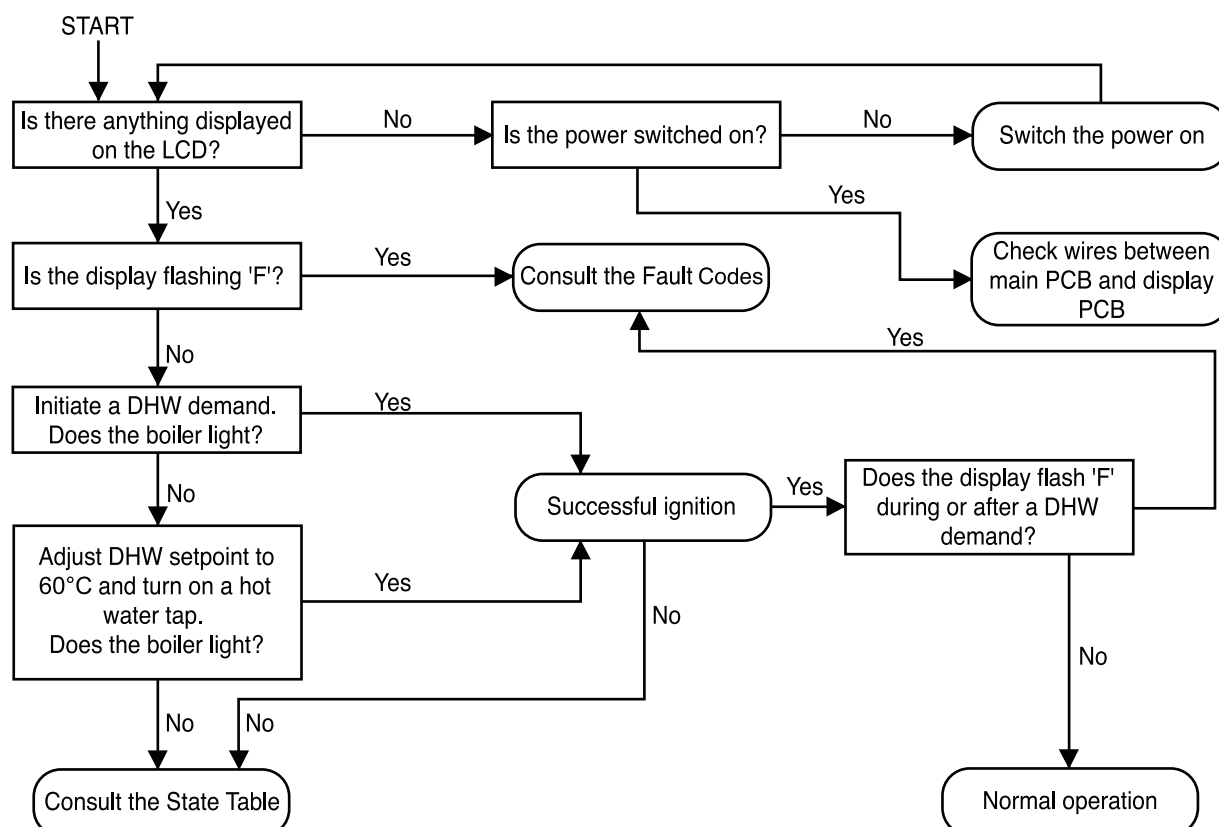 START
Is there anything displayed
on the LCD?
No
Is the power switched on?
No
Switch the power on
Yes
Yes
Is the display flashing 'F'?
Yes
Consult the Fault Codes
Check wires between
main PCB and display
PCB
No
Yes
Initiate a DHW demand.
Does the boiler light?
Yes
No
Successful ignition
Yes
Does the display flash 'F'
during or after a DHW
demand?
Adjust DHW setpoint to
60°C and turn on a hot
water tap.
Does the boiler light?
Yes
No
No
No
No
Consult the State Table
Normal operation